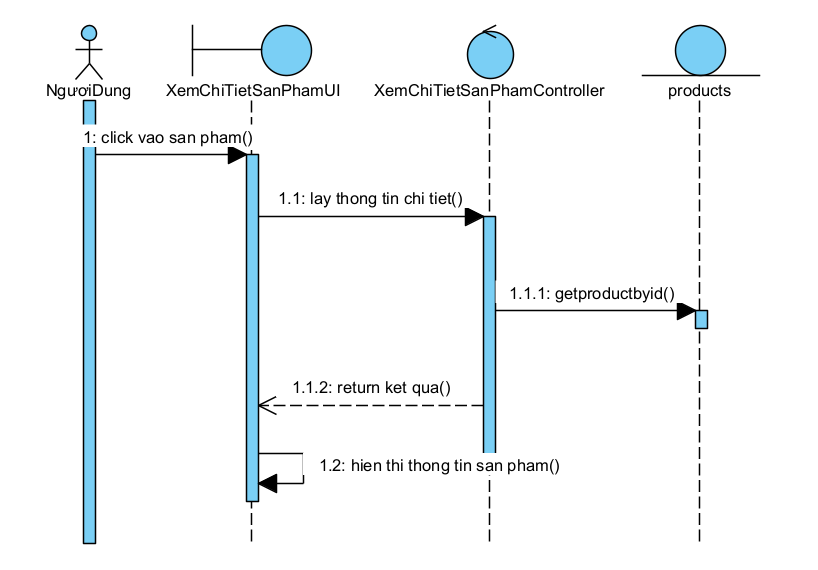 NgườiDung
XemChiTietSanPhamUI
XemChiTietSanPhamController
products
1: click vao san pham()
1.1: lay thong tin chi tiet()
1.1.1: getproductbyid()
1.1.2: return ket qua()
1.2: hien thi thong tin san pham()